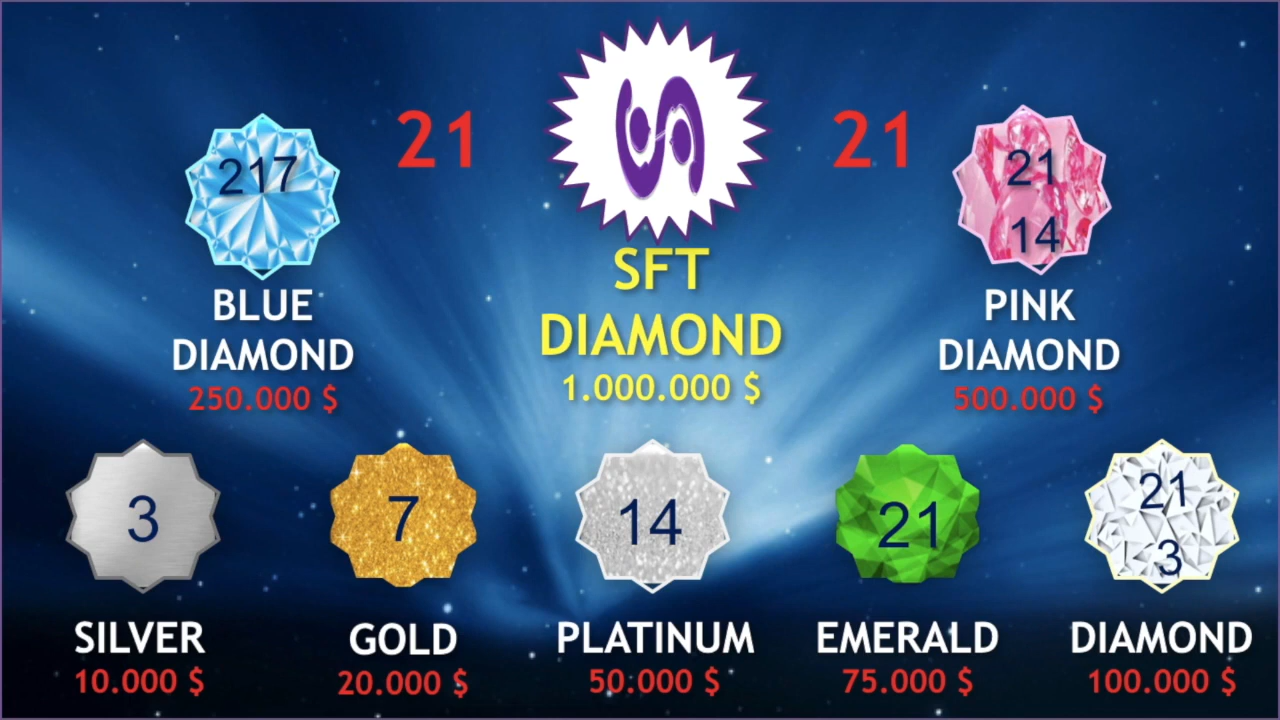 217
BLUE
DIAMOND
250.000 $
21
21
SFT
DIAMOND
1.000.000 $
21
14
PINK
DIAMOND
500.000 $
3
SILVER
10.000 $
7
GOLD
20.000 $
14
PLATINUM
50.000 $
21
EMERALD
75.000 $
21
3
DIAMOND
100.000 $